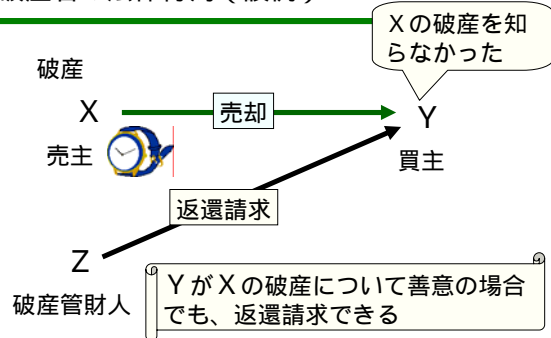 Xの破産を知
らなかった
破産
X
売却
Y
売主
買主
返還請求
Z
破産管財人
YがXの破産について善意の場合
でも、返還請求できる